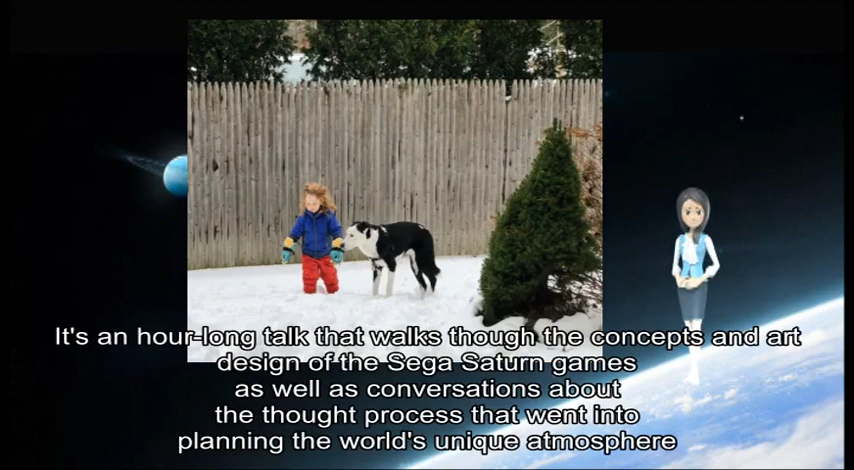 It's an hour-long talk that walks though the concepts and art
design of the Sega Saturn games
as well as conversations about
the thought process that went into
planning the world's unique atmosphere